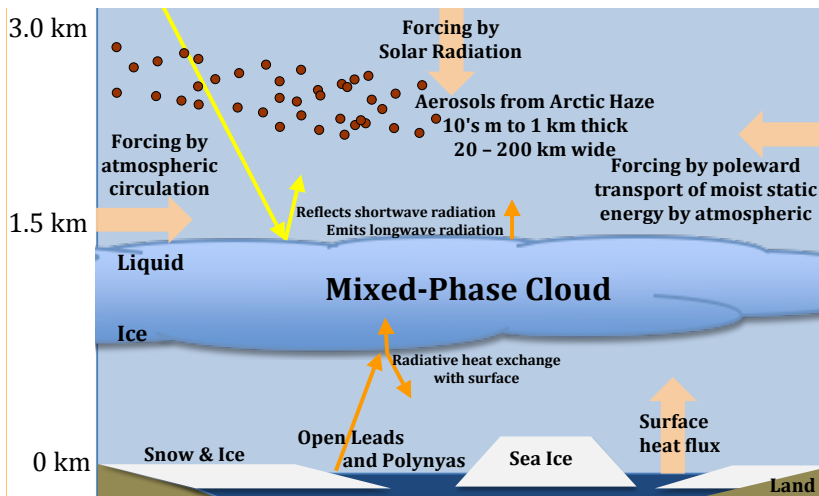 3.0 km
Forcing by
Solar Radiation
Aerosols from Arctic Haze
10's m to 1 km thick
20 – 200 km wide
Forcing by
atmospheric
circulation
Forcing by poleward
transport of moist static
energy by atmospheric
1.5 km
Reflects shortwave radiation
Emits longwave radiation
Liquid
Mixed-Phase Cloud
Ice
Radiative heat exchange
with surface
Surface
heat flux
Open Leads
and Polynyas
Snow & Ice
Sea Ice
0 km
Land